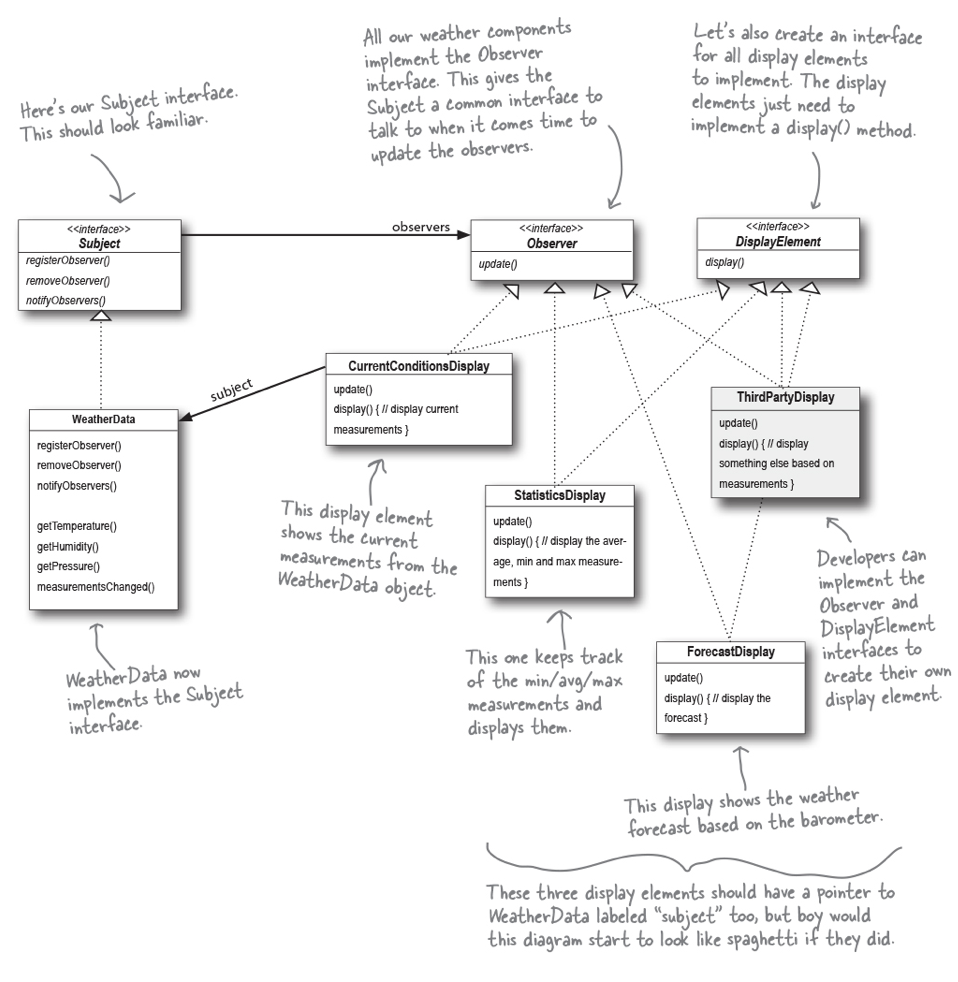 Here's our Subject interface.
This should look familiar.
All our weather components
implement the Observer
interface. This gives the
Subject a common interface to
talk to when it comes time to
update the observers.
Let's also create an interface
for all display elements
to implement. The display
elements just need to
implement a display() method.
<<interface>>
Subject
registerObserver()
removeObserver()
notifyObservers()
observers
<<interface>>
Observer
update()
<<interface>>
DisplayElement
display()
subject
WeatherData
registerObserver()
removeObserver()
notifyObservers()
getTemperature()
getHumidity()
getPressure()
measurementsChanged()
CurrentConditionsDisplay
update()
display() { // display current
measurements }
StatisticsDisplay
update()
display() { // display the aver-
age, min and max measure-
ments }
ThirdPartyDisplay
update()
display() { // display
something else based on
measurements }
ForecastDisplay
update()
display() { // display the
forecast }
WeatherData now
implements the Subject
interface.
This display element
shows the current
measurements from the
WeatherData object.
This one keeps track
of the min/avg/max
measurements and
displays them.
Developers can
implement the
Observer and
DisplayElement
interfaces to
create their own
display element.
This display shows the weather
forecast based on the barometer.
These three display elements should have a pointer to
WeatherData labeled "subject" too, but boy would
this diagram start to look like spaghetti if they did.